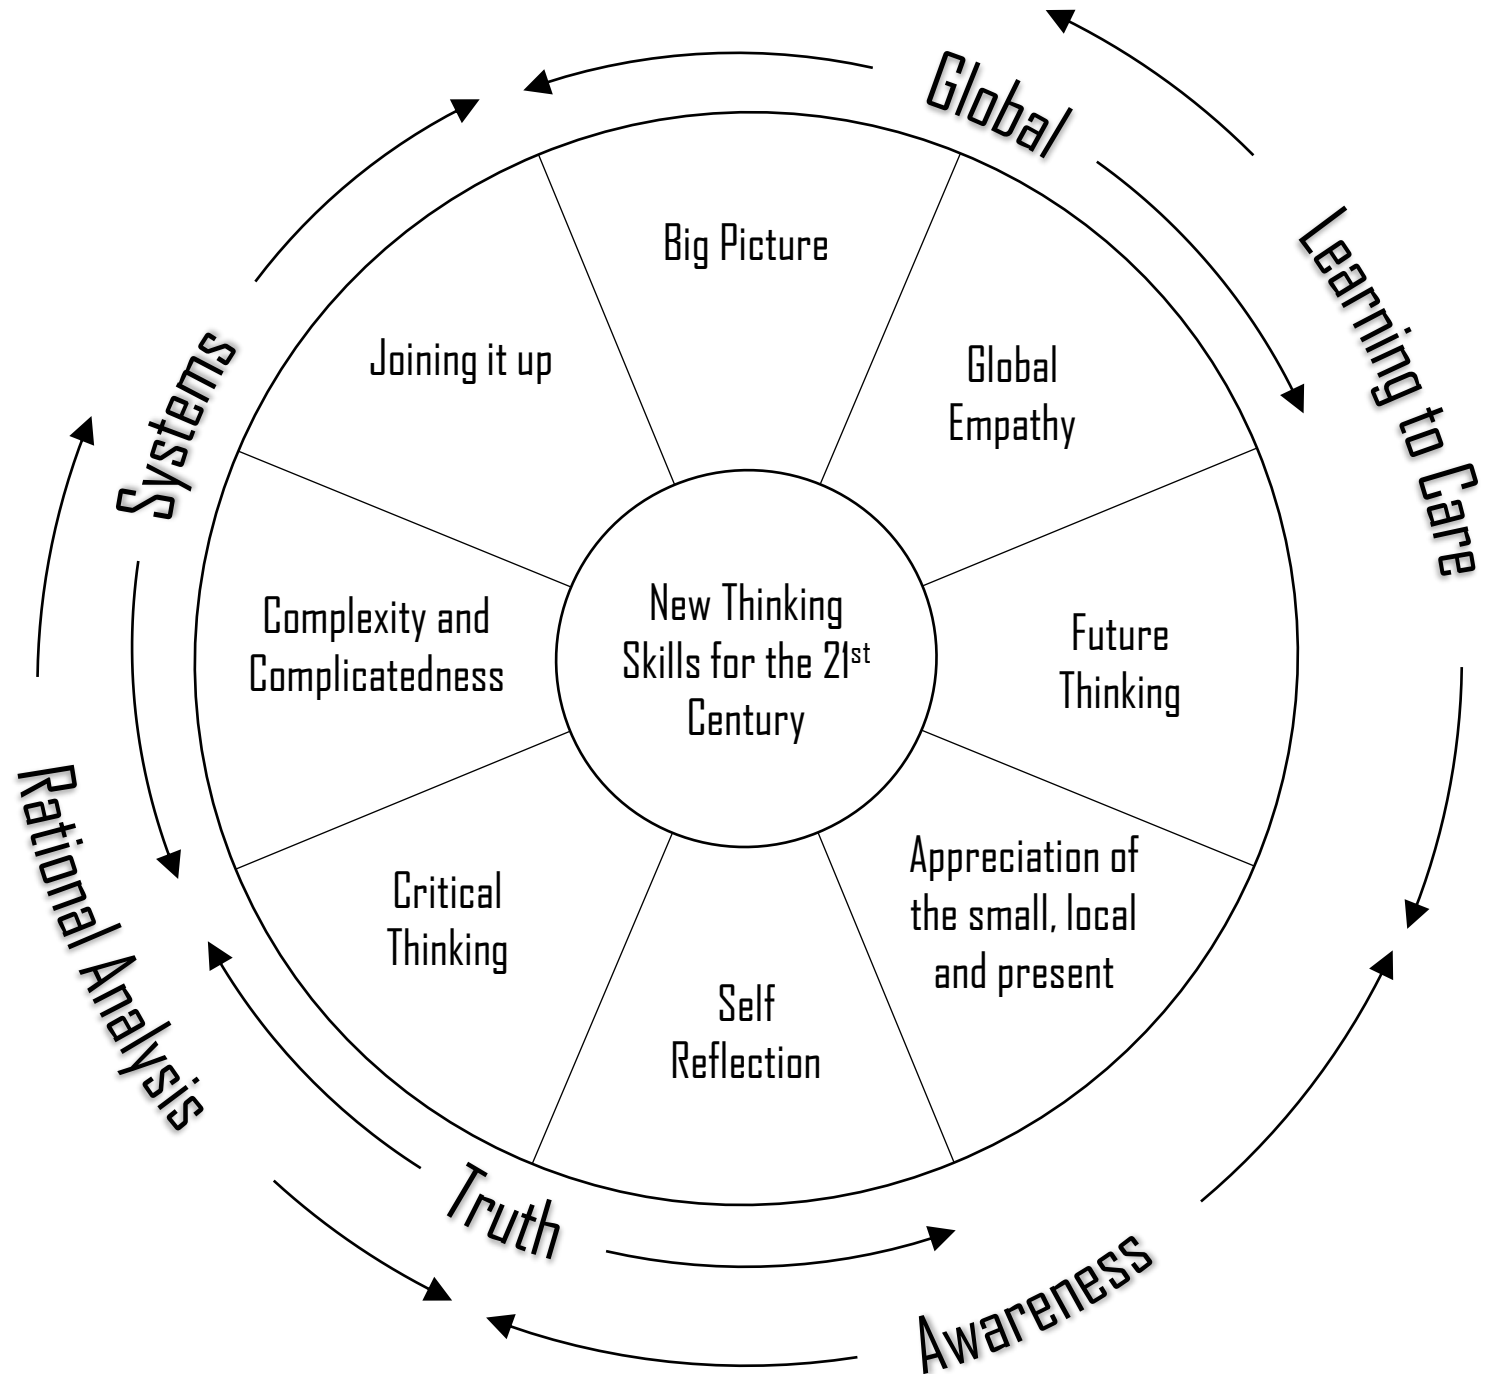 Global
Learning to Care
Systems
Big Picture
Joining it up
Global
Empathy
New Thinking
Skills for the 21st
Century
Complexity and
Complicatedness
Future
Thinking
Critical
Thinking
Appreciation of
the small, local
and present
Self
Reflection
Rational Analysis
Truth
Awareness